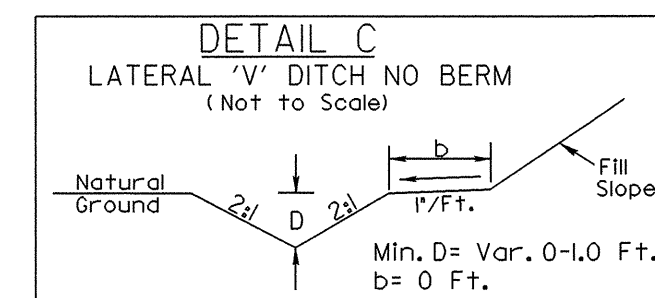 DETAIL C
LATERAL 'V' DITCH NO BERM
(Not to Scale)
b
Natural
Ground
2:1
D
2:1
1"/Ft.
Fill
Slope
Min. D= Var. 0-1.0 Ft.
b= 0 Ft.